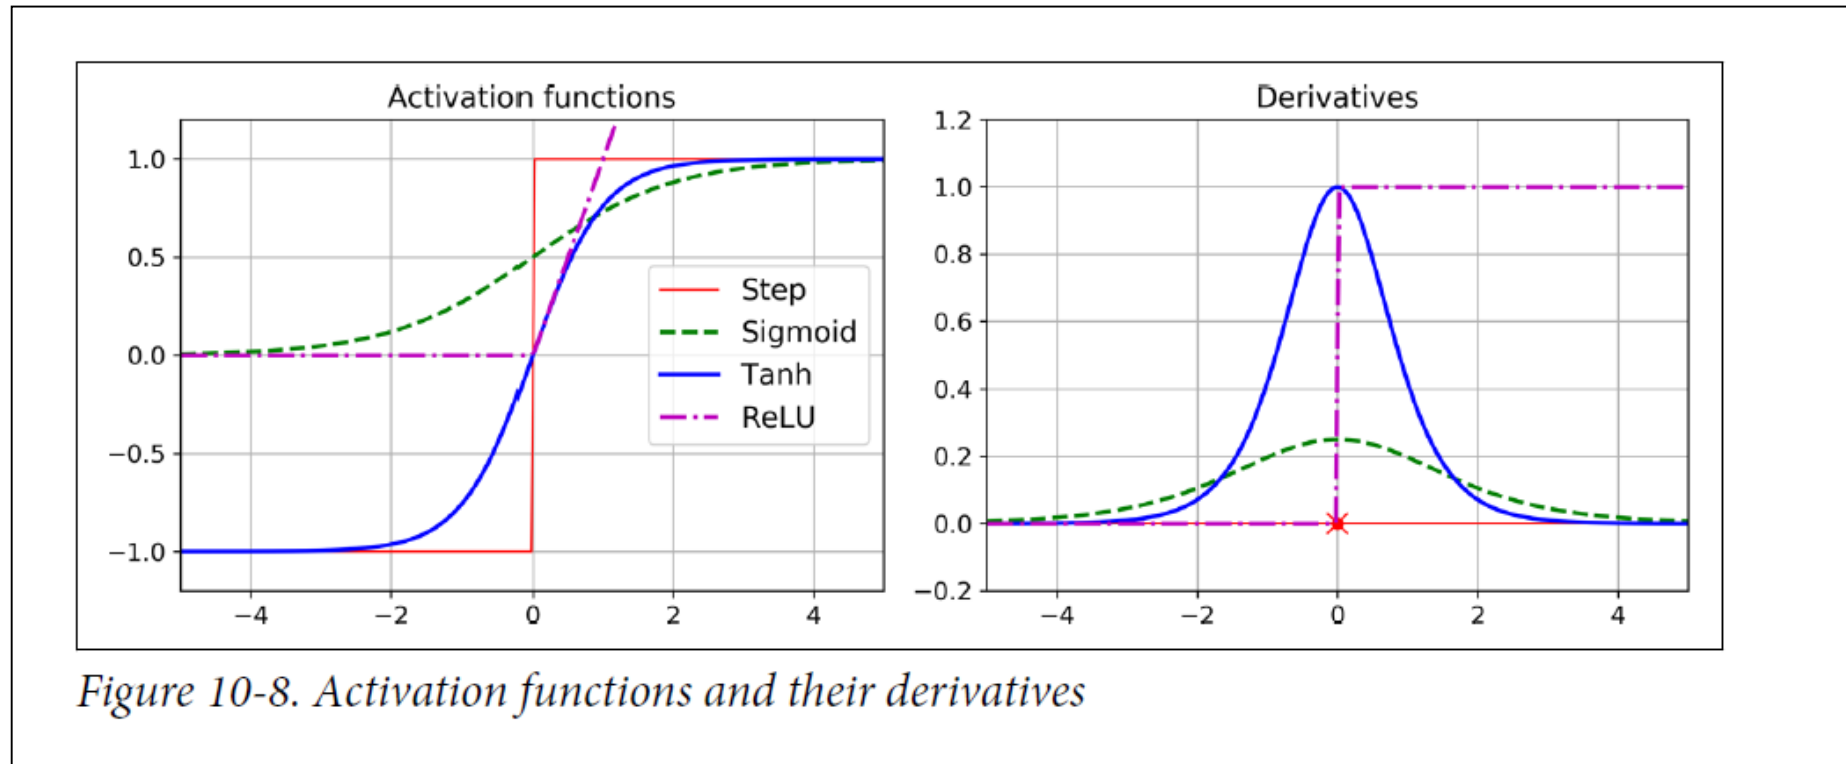 Activation functions
1.0
0.5
0.0
−0.5
−1.0
−4 −2 0 2 4
Step
Sigmoid
Tanh
ReLU
Derivatives
1.2
1.0
0.8
0.6
0.4
0.2
0.0
−0.2
−4 −2 0 2 4
Figure 10-8. Activation functions and their derivatives